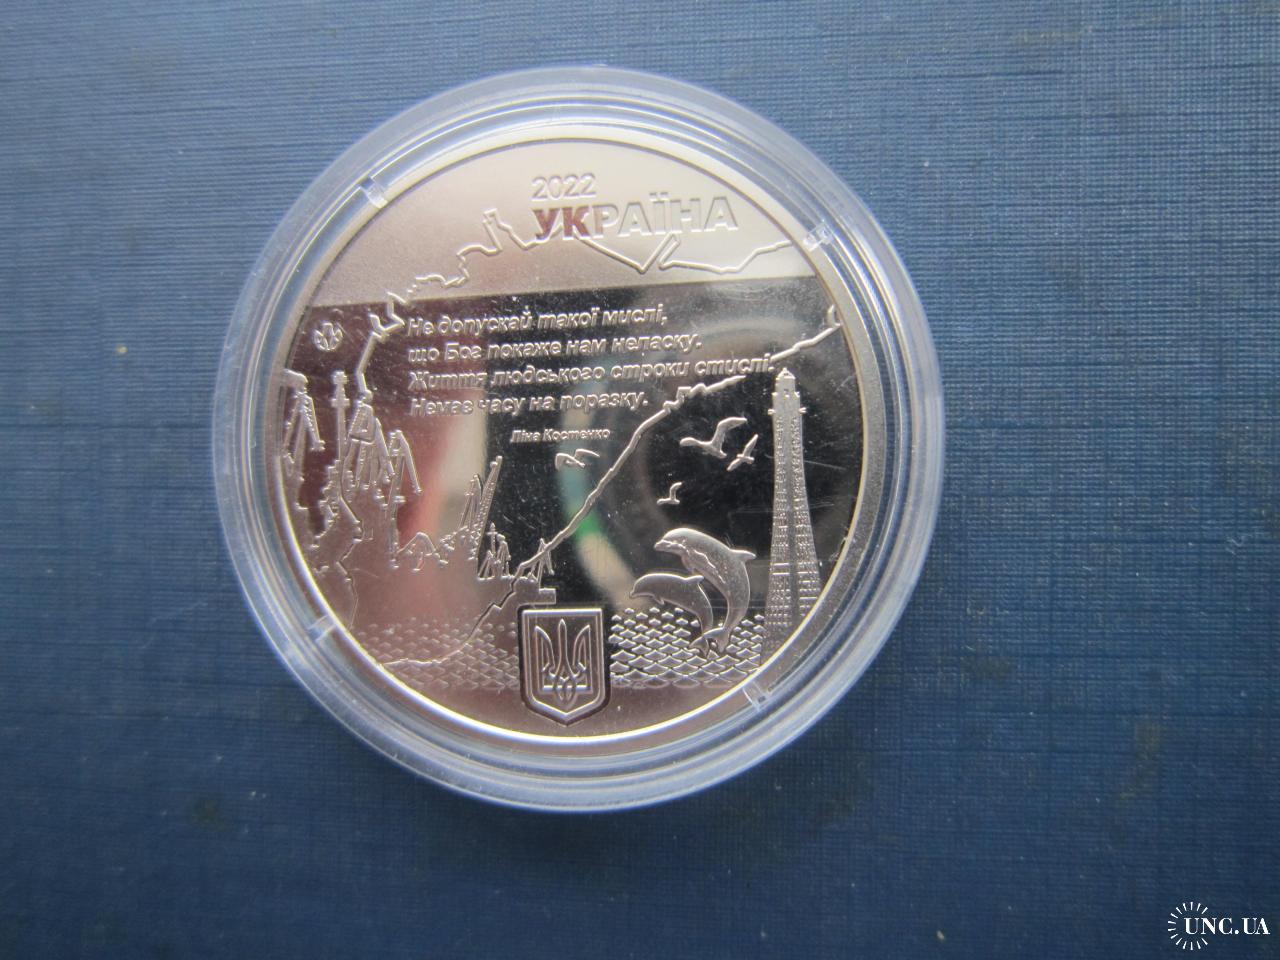 2022
УКРАЇНА
Не допускай такої мислі,
що Бог покаже нам неласку.
Життя людського строки стислі.
Немає часу на поразку.
Ліна Костенко
UNC.UA